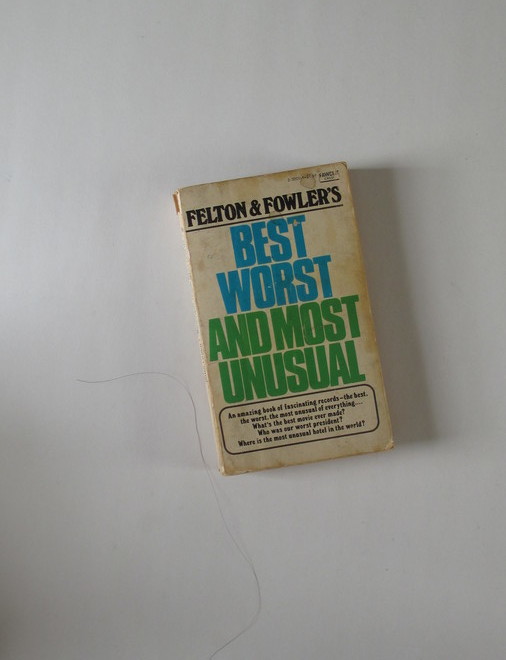 FAWCETT
FELTON & FOWLER'S
BEST
WORST
AND MOST
UNUSUAL
An amazing book of fascinating records—the best,
the worst, the most unusual of everything...
What's the best movie ever made?
Who was our worst president?
Where is the most unusual hotel in the world?